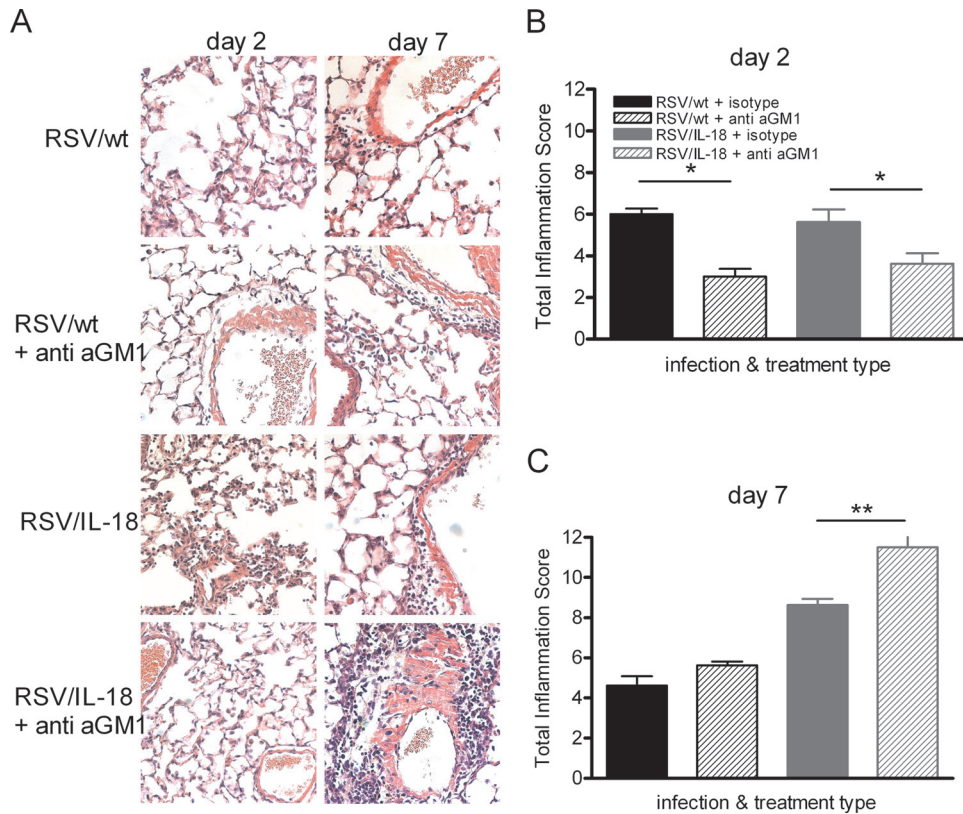 A
day 2
day 7
RSV/wt
RSV/wt
+ anti aGM1
RSV/IL-18
RSV/IL-18
+ anti aGM1
B
day 2
Total Inflammation Score
12
10
8
6
4
2
0
RSV/wt + isotype
RSV/wt + anti aGM1
RSV/IL-18 + isotype
RSV/IL-18 + anti aGM1
*
*
infection & treatment type
C
day 7
Total Inflammation Score
12
10
8
6
4
2
0
**
infection & treatment type